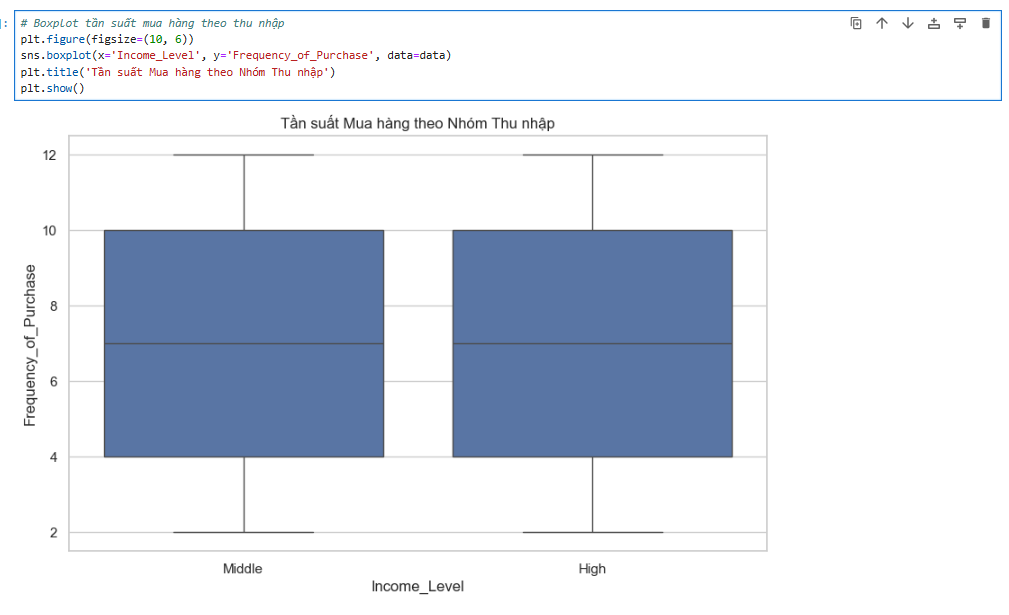 ]:
# Boxplot tần suất mua hàng theo thu nhập
plt.figure(figsize=(10, 6))
sns.boxplot(x='Income_Level', y='Frequency_of_Purchase', data=data)
plt.title('Tần suất Mua hàng theo Nhóm Thu nhập')
plt.show()
Tần suất Mua hàng theo Nhóm Thu nhập
12
10
8
6
4
2
Frequency_of_Purchase
Middle
High
Income_Level